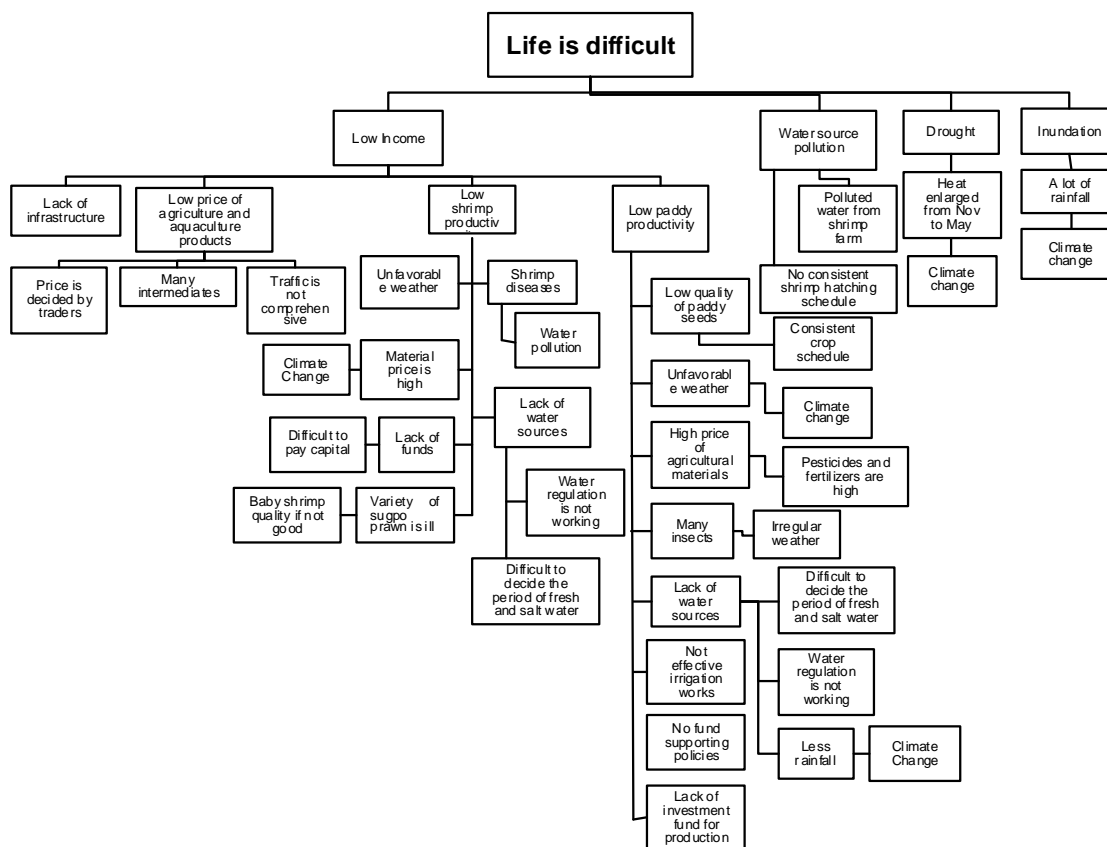 Life is difficult
Low Income
Water source
pollution
Drought
Inundation
Lack of
infrastructure
Low price of
agriculture and
aquaculture
products
Low
shrimp
productiv
Low paddy
productivity
Polluted
water from
shrimp
farm
Heat
enlarged
from Nov
to May
A lot of
rainfall
Price is
decided by
traders
Many
intermediates
Traffic is
not
comprehen
sive
Unfavorabl
e weather
Shrimp
diseases
Low quality
of paddy
seeds
No consistent
shrimp hatching
schedule
Climate
change
Climate
change
Water
pollution
Consistent
crop
schedule
Climate
Change
Material
price is
high
Unfavorabl
e weather
Climate
change
Difficult to
pay capital
Lack of
funds
Lack of
water
sources
High price of
agricultural
materials
Pesticides and
fertilizers are
high
Baby shrimp
quality if not
good
Variety of
sugpo
prawn is ill
Water
regulation
is not
working
Many
insects
Irregular
weather
Difficult to
decide the
period of fresh
and salt water
Lack of
water
sources
Difficult to
decide the
period of fresh
and salt water
Not
effective
irrigation
works
Water
regulation
is not
working
No fund
supporting
policies
Less
rainfall
Climate
Change
Lack of
investment
fund for
production